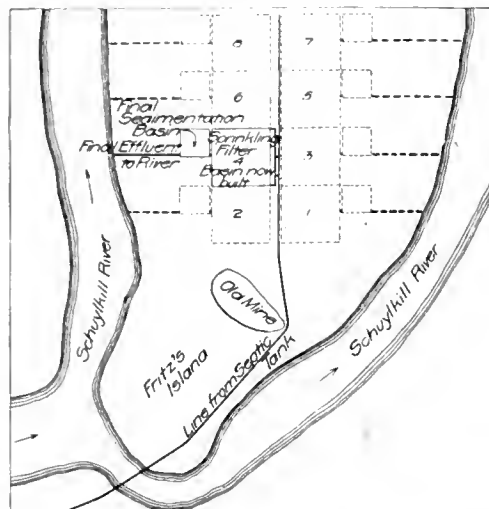 8
7
6
5
Final
Sedimentation
Basin
Final Effluent
to River
Sprinkling
Filter
4
Basin now
built
3
2
1
Old Mine
Schuylkill River
Schuylkill River
Fritz's
Island
Line from Septic
Tank